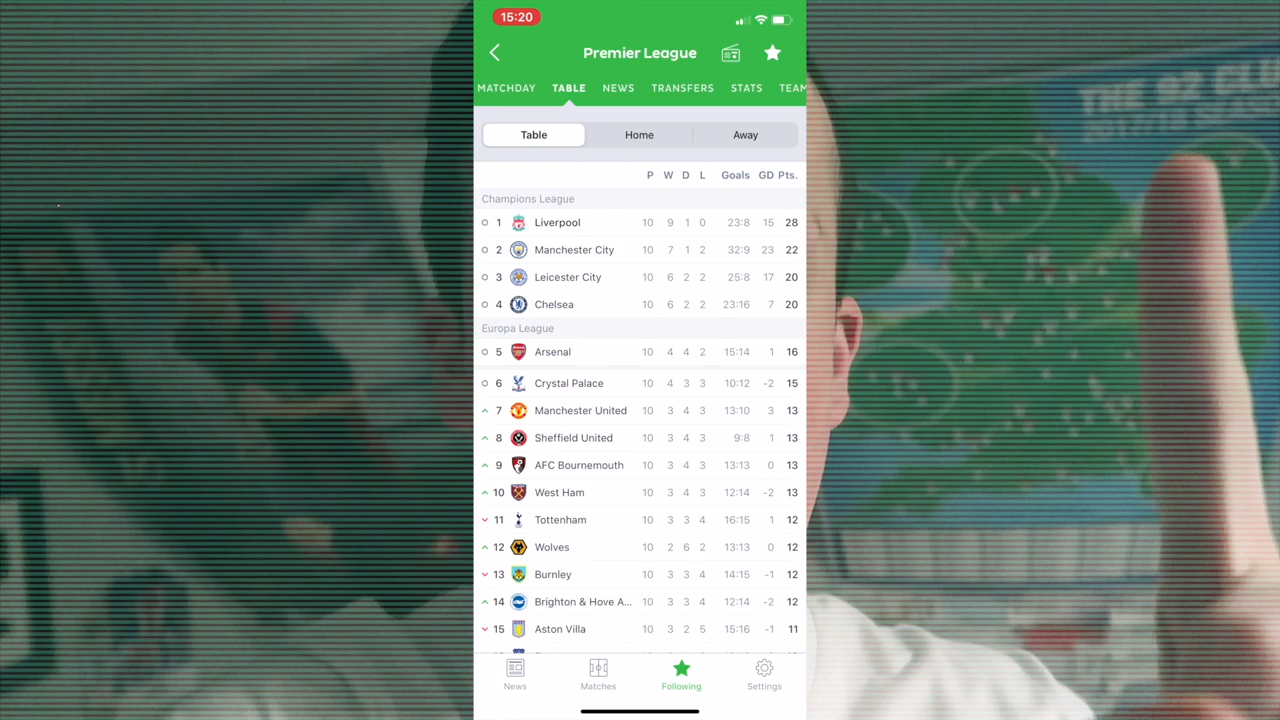 15:20
Premier League
MATCHDAY TABLE NEWS TRANSFERS STATS TEAM
Table Home Away
P W D L Goals GD Pts.
Champions League
1 Liverpool 10 9 1 0 23:8 15 28
2 Manchester City 10 7 1 2 32:9 23 22
3 Leicester City 10 6 2 2 25:8 17 20
4 Chelsea 10 6 2 2 23:16 7 20
Europa League
5 Arsenal 10 4 4 2 15:14 1 16
6 Crystal Palace 10 4 3 3 10:12 -2 15
7 Manchester United 10 3 4 3 13:10 3 13
8 Sheffield United 10 3 4 3 9:8 1 13
9 AFC Bournemouth 10 3 4 3 13:13 0 13
10 West Ham 10 3 4 3 12:14 -2 13
11 Tottenham 10 3 3 4 16:15 1 12
12 Wolves 10 2 6 2 13:13 0 12
13 Burnley 10 3 3 4 14:15 -1 12
14 Brighton & Hove A... 10 3 3 4 12:14 -2 12
15 Aston Villa 10 3 2 5 15:16 -1 11
News Matches Following Settings
THE 92 CLU
2017/18 SEAS